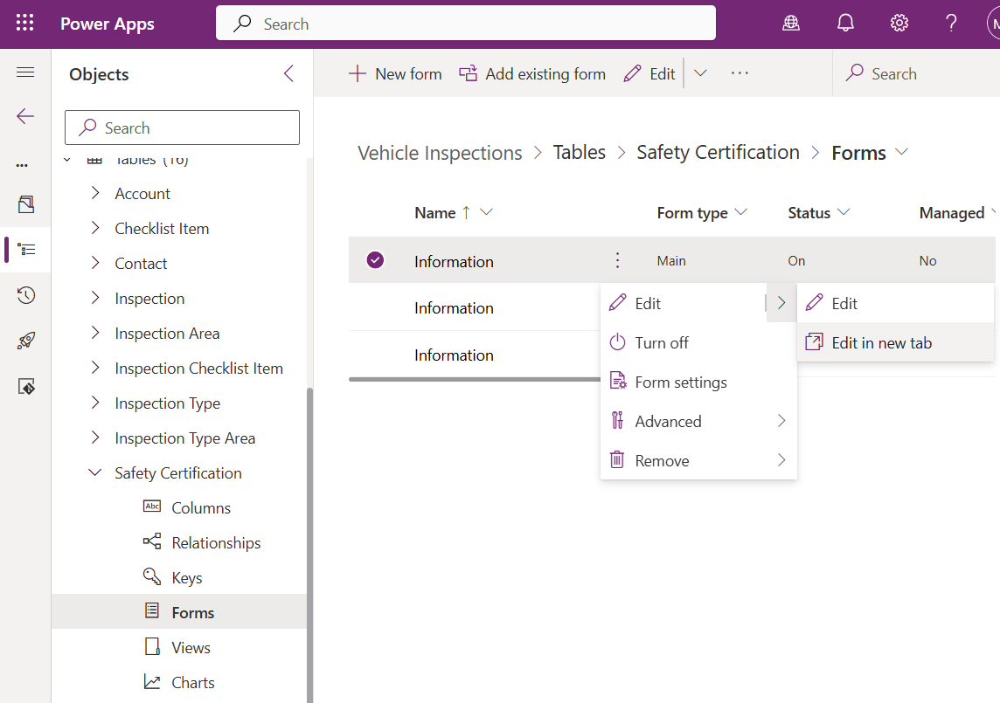 Power Apps
Search
M
Objects
Search
Tables (16)
Account
Checklist Item
Contact
Inspection
Inspection Area
Inspection Checklist Item
Inspection Type
Inspection Type Area
Safety Certification
Abc Columns
Relationships
Keys
Forms
Views
Charts
New form Add existing form Edit ··· Search
Vehicle Inspections > Tables > Safety Certification > Forms
Name ↑ Form type Status Managed
Information Main On No
Information
Information
Edit
Turn off
Form settings
Advanced
Remove
Edit
Edit in new tab